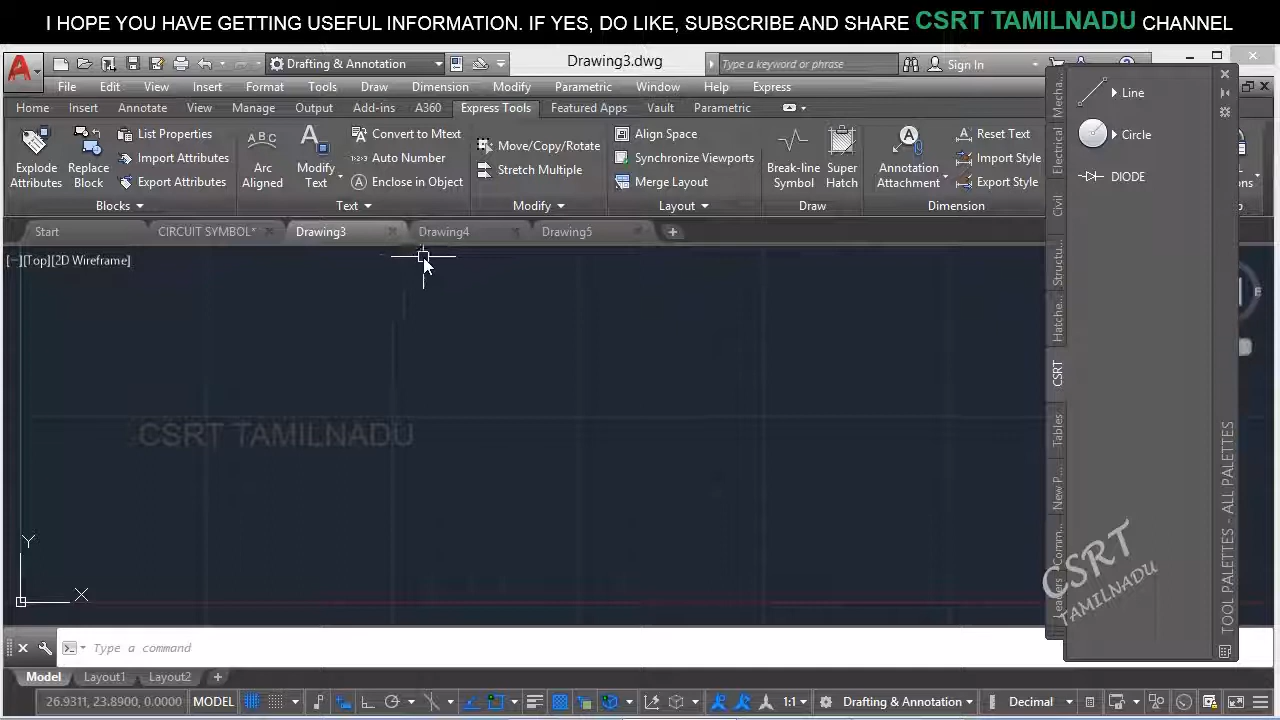 I HOPE YOU HAVE GETTING USEFUL INFORMATION. IF YES, DO LIKE, SUBSCRIBE AND SHARE CSRT TAMILNADU CHANNEL
Drafting & Annotation
Drawing3.dwg
Type a keyword or phrase
Sign In
File Edit View Insert Format Tools Draw Dimension Modify Parametric Window Help Express
Home Insert Annotate View Manage Output Add-ins A360 Express Tools Featured Apps Vault Parametric
Explode Attributes
Replace Block
List Properties
Import Attributes
Export Attributes
Blocks
Arc Aligned
Modify Text
Convert to Mtext
Auto Number
Enclose in Object
Text
Move/Copy/Rotate
Stretch Multiple
Modify
Align Space
Synchronize Viewports
Merge Layout
Layout
Break-line Symbol
Super Hatch
Draw
Annotation Attachment
Reset Text
Import Style
Export Style
Dimension
Start CIRCUIT SYMBOL* Drawing3 Drawing4 Drawing5
[−][Top][2D Wireframe]
CSRT TAMILNADU
Y
X
Line
Circle
DIODE
Mecha...
Electrical
Civil
Structu...
Hatche...
CSRT
Tables
New P...
Comm...
Leaders
TOOL PALETTES - ALL PALETTES
CSRT
TAMILNADU
E
Type a command
Model Layout1 Layout2
26.9311, 23.8900, 0.0000 MODEL 1:1 Drafting & Annotation Decimal